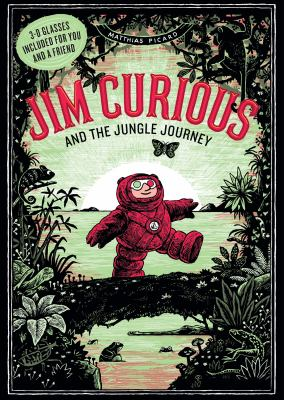 3-D GLASSES
INCLUDED FOR YOU
AND A FRIEND
MATTHIAS PICARD
JIM CURIOUS
AND THE JUNGLE JOURNEY